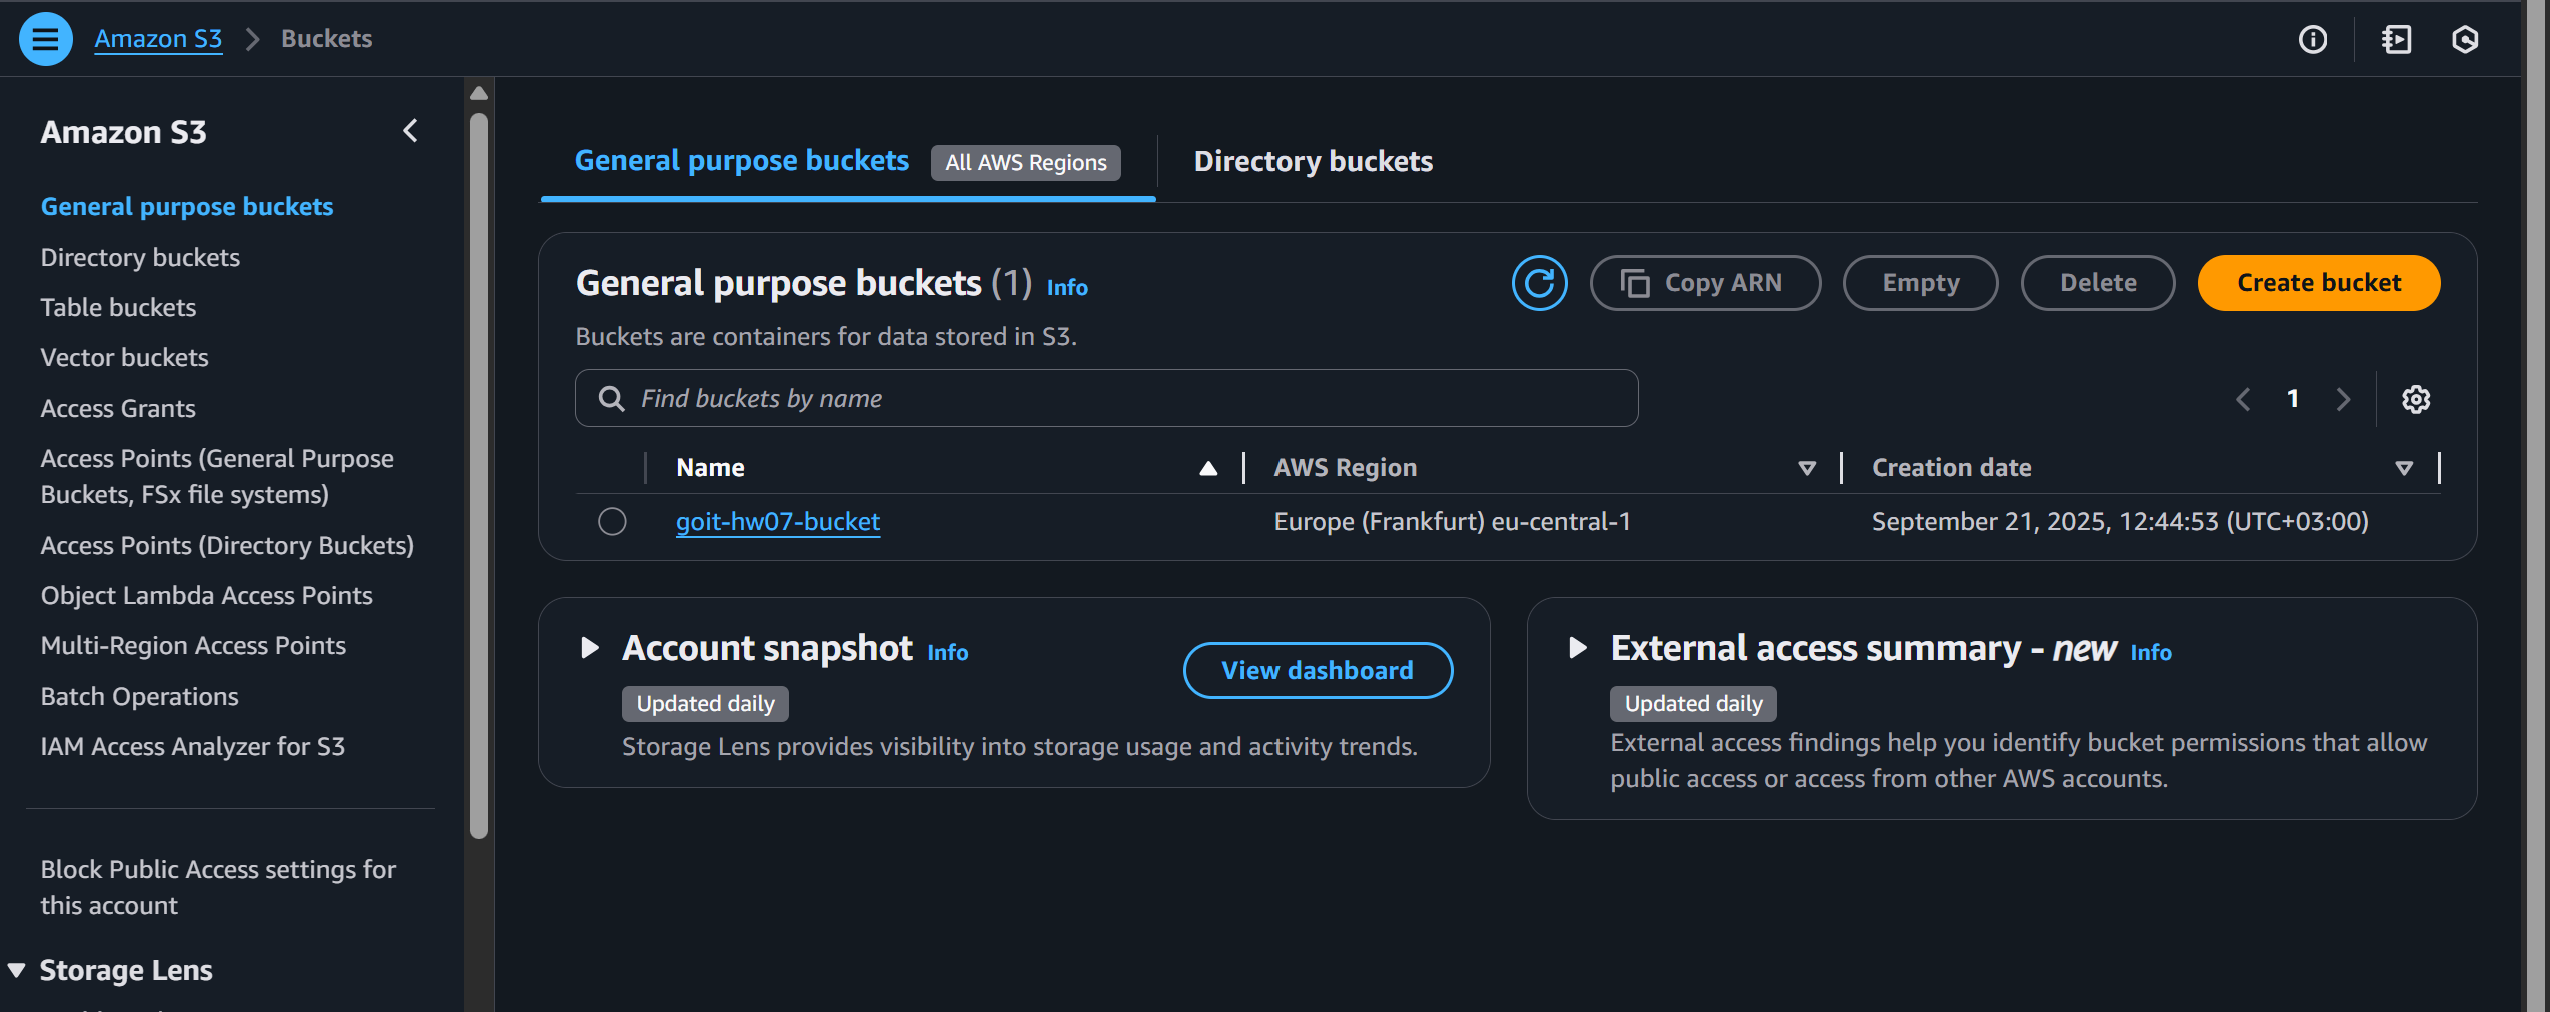 Amazon S3 > Buckets
Amazon S3
General purpose buckets
Directory buckets
Table buckets
Vector buckets
Access Grants
Access Points (General Purpose
Buckets, FSx file systems)
Access Points (Directory Buckets)
Object Lambda Access Points
Multi-Region Access Points
Batch Operations
IAM Access Analyzer for S3
Block Public Access settings for
this account
Storage Lens
General purpose buckets All AWS Regions
Directory buckets
General purpose buckets (1) Info
Copy ARN
Empty
Delete
Create bucket
Buckets are containers for data stored in S3.
Find buckets by name
1
Name AWS Region Creation date
goit-hw07-bucket Europe (Frankfurt) eu-central-1 September 21, 2025, 12:44:53 (UTC+03:00)
Account snapshot Info
View dashboard
Updated daily
Storage Lens provides visibility into storage usage and activity trends.
External access summary - new Info
Updated daily
External access findings help you identify bucket permissions that allow
public access or access from other AWS accounts.